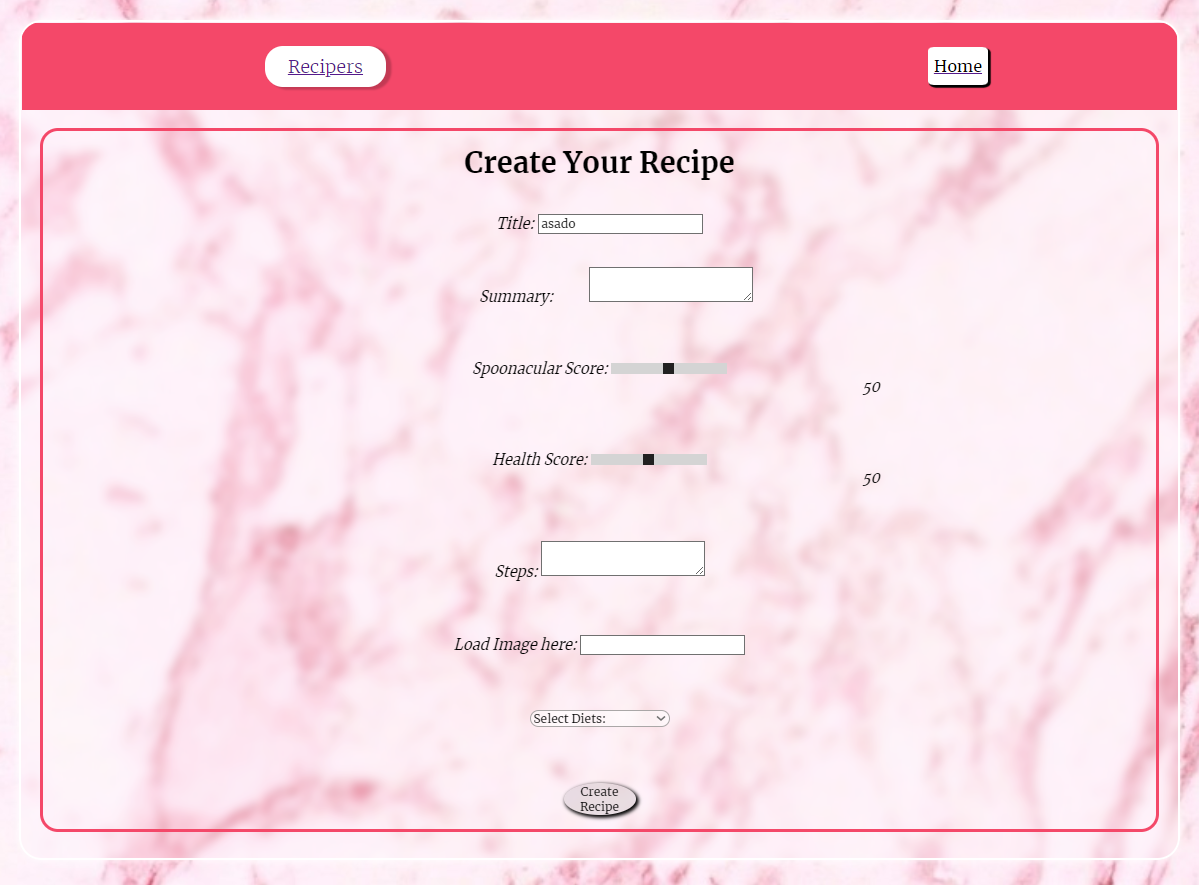 Recipers
Home
Create Your Recipe
Title: asado
Summary:
Spoonacular Score:
50
Health Score:
50
Steps:
Load Image here:
Select Diets:
Create
Recipe